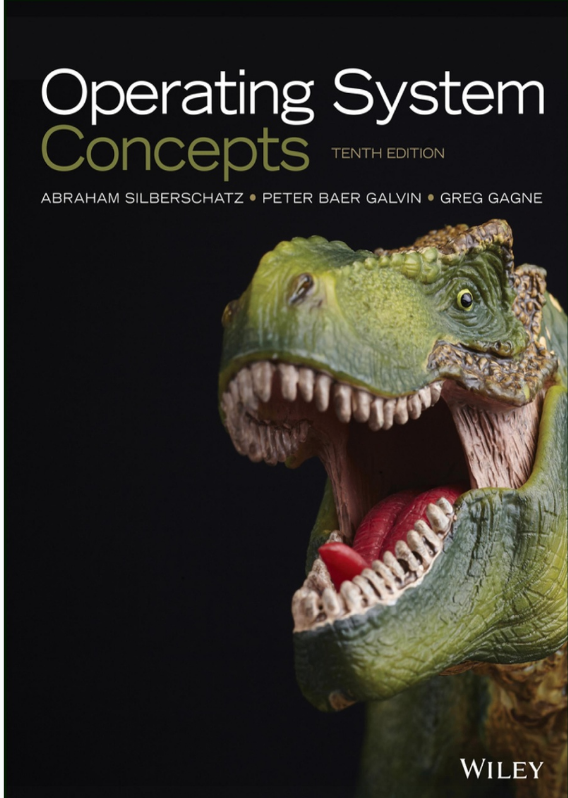 Operating System
Concepts TENTH EDITION
ABRAHAM SILBERSCHATZ • PETER BAER GALVIN • GREG GAGNE
WILEY